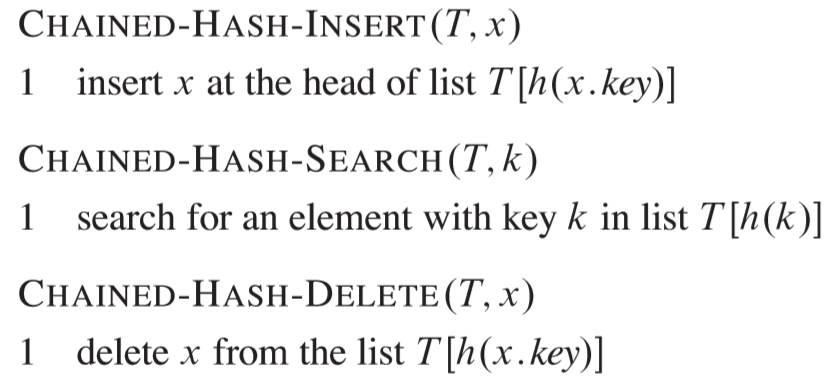 CHAINED-HASH-INSERT(T, x)
1 insert x at the head of list T[h(x.key)]
CHAINED-HASH-SEARCH(T, k)
1 search for an element with key k in list T[h(k)]
CHAINED-HASH-DELETE(T, x)
1 delete x from the list T[h(x.key)]